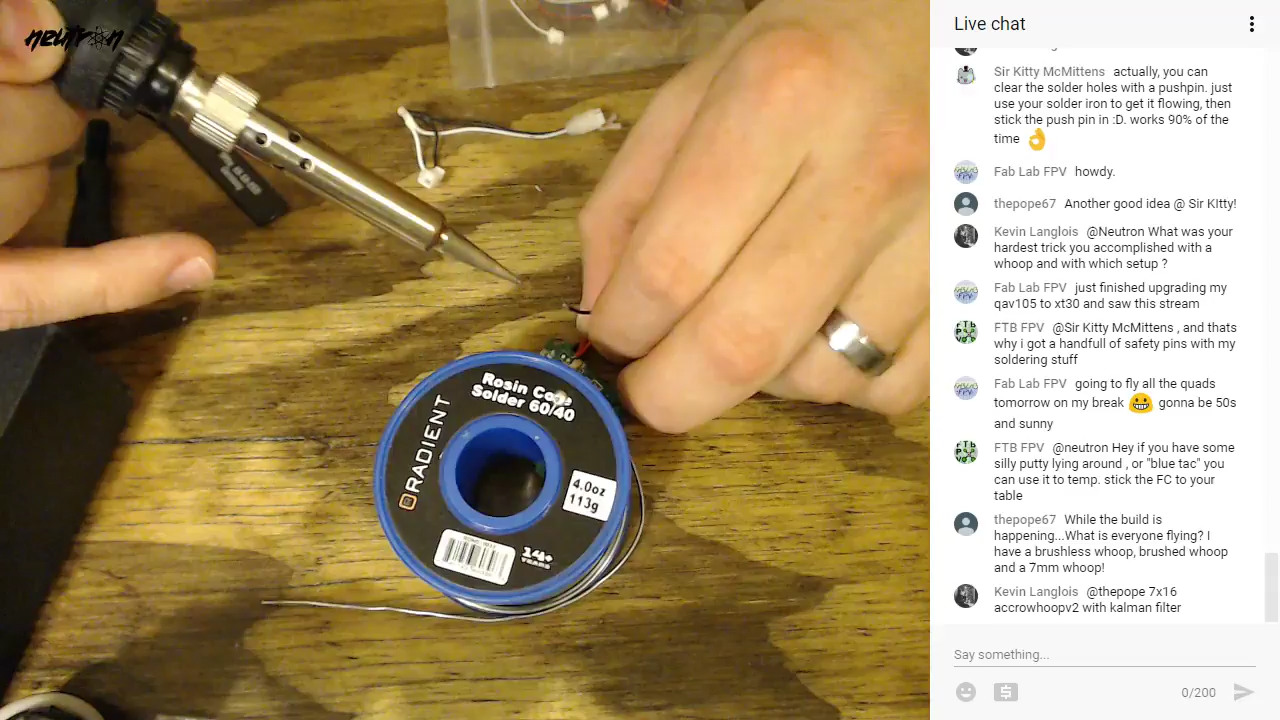 neutron
Rosin Core
Solder 60/40
RADIENT
4.0oz
113g
14+
YEARS
Live chat
Sir Kitty McMittens actually, you can
clear the solder holes with a pushpin. just
use your solder iron to get it flowing, then
stick the push pin in :D. works 90% of the
time 👌
Fab Lab FPV howdy.
thepope67 Another good idea @ Sir KItty!
Kevin Langlois @Neutron What was your
hardest trick you accomplished with a
whoop and with which setup ?
Fab Lab FPV just finished upgrading my
qav105 to xt30 and saw this stream
FTB FPV @Sir Kitty McMittens , and thats
why i got a handfull of safety pins with my
soldering stuff
Fab Lab FPV going to fly all the quads
tomorrow on my break 😀 gonna be 50s
and sunny
FTB FPV @neutron Hey if you have some
silly putty lying around , or "blue tac" you
can use it to temp. stick the FC to your
table
thepope67 While the build is
happening...What is everyone flying? I
have a brushless whoop, brushed whoop
and a 7mm whoop!
Kevin Langlois @thepope 7x16
accrowhoopv2 with kalman filter
Say something...
0/200